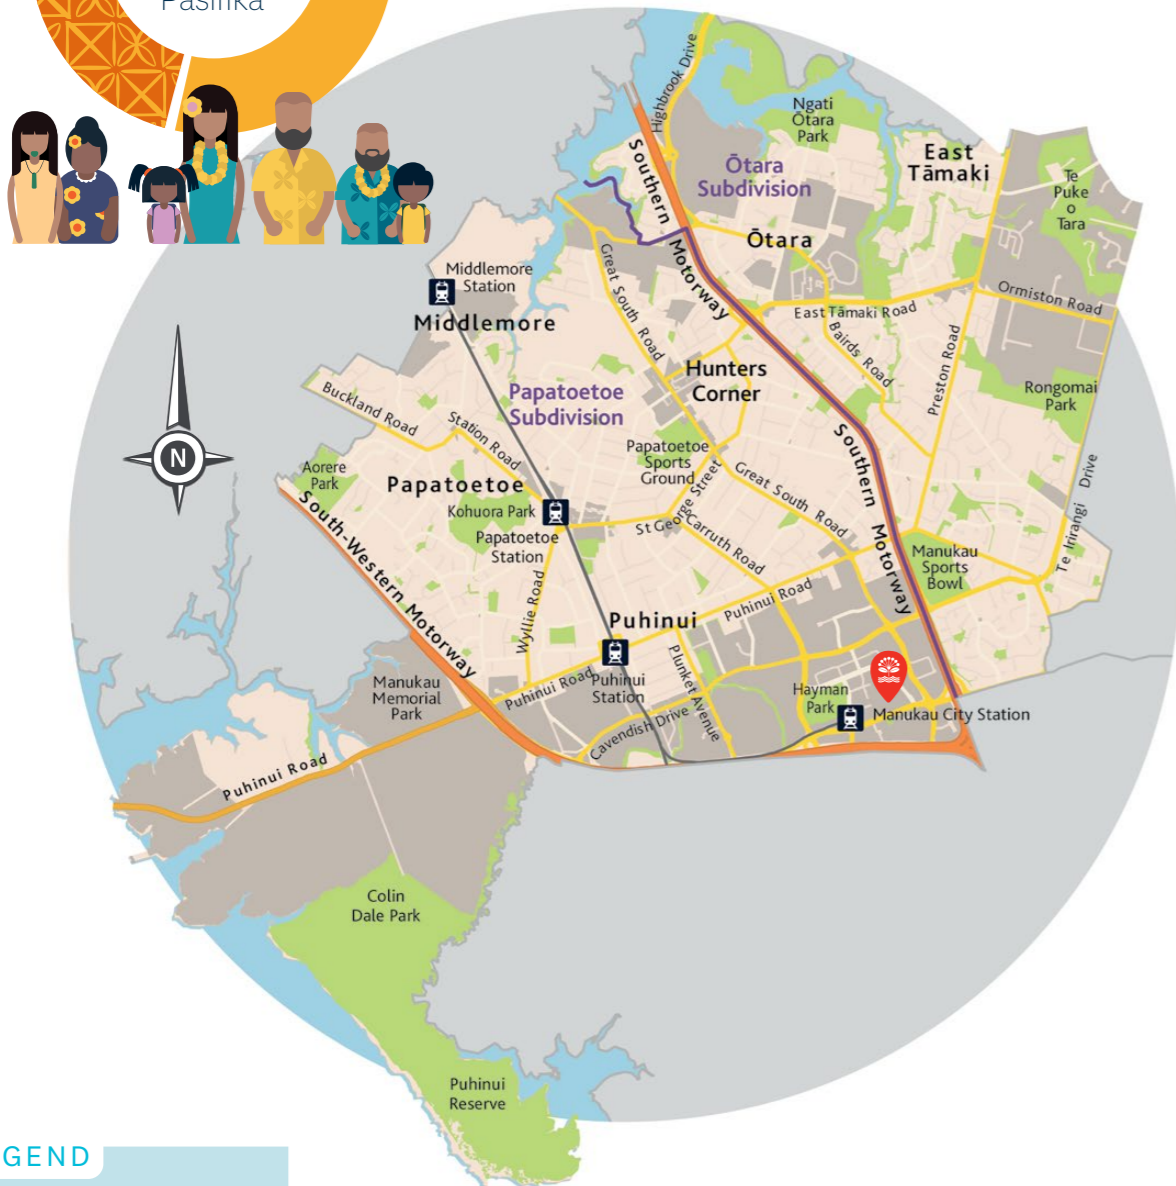 Pasifika
Highbrook Drive
Ngati
Ōtara
Park
East
Tāmaki
Southern Motorway
Ōtara
Subdivision
Te
Puke
o
Tara
Ōtara
Middlemore
Station
Great South Road
Ormiston Road
East Tāmaki Road
Middlemore
Bairds Road
Preston Road
Hunters
Corner
Papatoetoe
Subdivision
Rongomai
Park
Buckland Road
Station Road
Papatoetoe
Sports
Ground
Southern Motorway
Aorere
Park
Papatoetoe
Great South Road
Te Irirangi Drive
Kohuora Park
St George Street
South-Western Motorway
Papatoetoe
Station
Carruth Road
Manukau
Sports
Bowl
Wyllie Road
Puhinui Road
Puhinui
N
Manukau
Memorial
Park
Puhinui Road
Puhinui
Station
Plunket Avenue
Hayman
Park
Manukau City Station
Cavendish Drive
Puhinui Road
Colin
Dale Park
Puhinui
Reserve
GEND